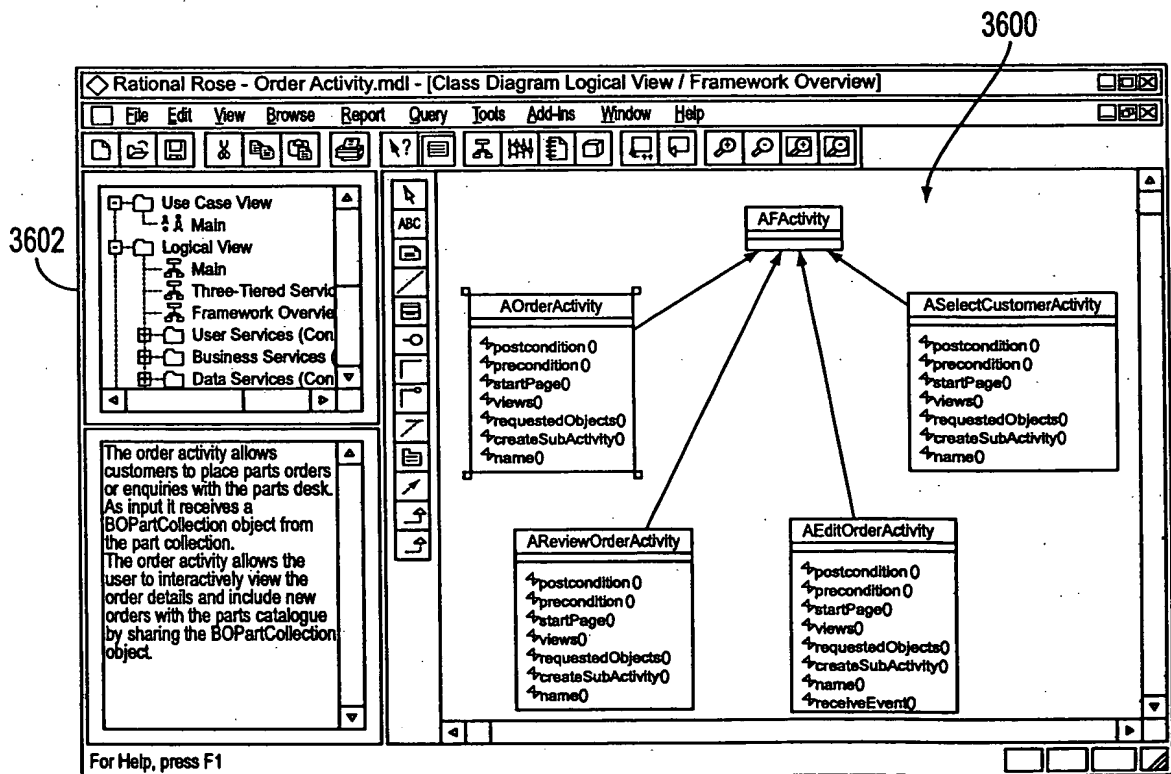 3600
Rational Rose - Order Activity.mdl - [Class Diagram Logical View / Framework Overview]
File Edit View Browse Report Query Tools Add-Ins Window Help
3602
Use Case View
Main
Logical View
Main
Three-Tiered Servic
Framework Overvie
User Services (Con
Business Services (
Data Services (Con
The order activity allows
customers to place parts orders
or enquiries with the parts desk.
As input it receives a
BOPartCollection object from
the part collection.
The order activity allows the
user to interactively view the
order details and include new
orders with the parts catalogue
by sharing the BOPartCollection
object.
ABC
AFActivity
AOrderActivity
postcondition()
precondition()
startPage()
views()
requestedObjects()
createSubActivity()
name()
ASelectCustomerActivity
postcondition()
precondition()
startPage()
views()
requestedObjects()
createSubActivity()
name()
AReviewOrderActivity
postcondition()
precondition()
startPage()
views()
requestedObjects()
createSubActivity()
name()
AEditOrderActivity
postcondition()
precondition()
startPage()
views()
requestedObjects()
createSubActivity()
name()
receiveEvent()
For Help, press F1